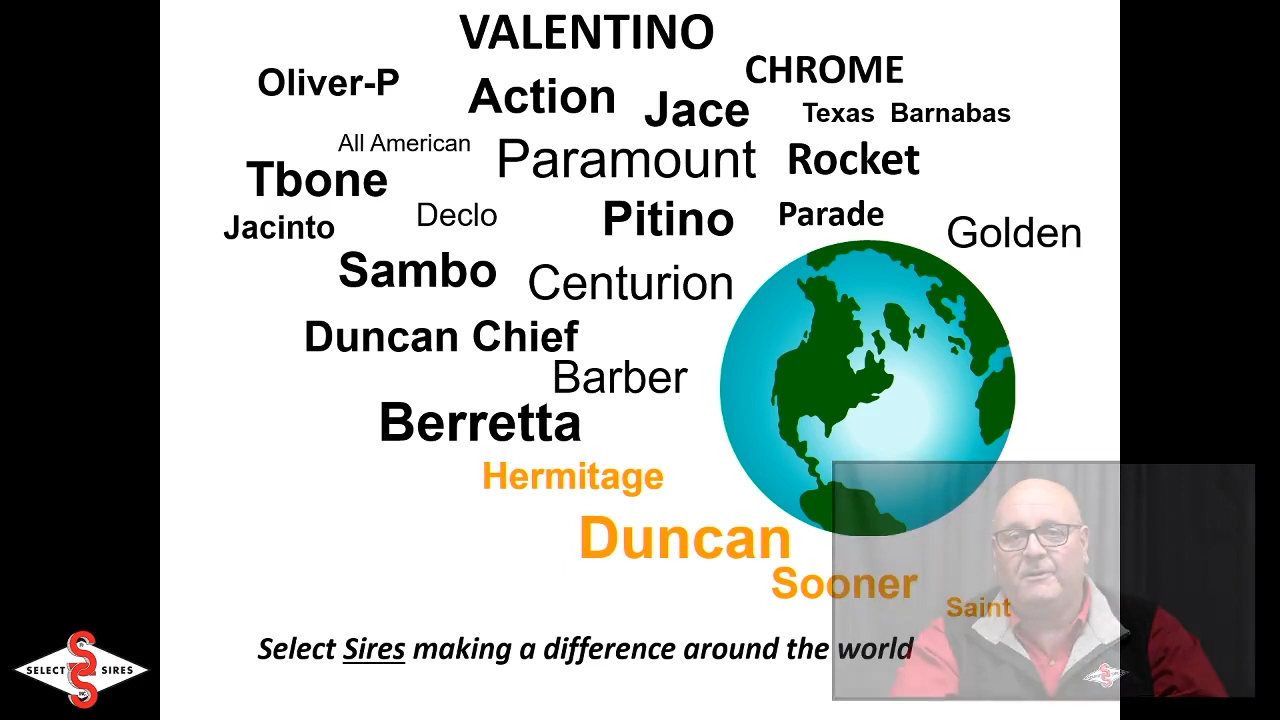 VALENTINO
Oliver-P
Action
Jace
CHROME
Texas Barnabas
All American
Paramount
Rocket
Tbone
Jacinto
Declo
Pitino
Parade
Golden
Sambo
Centurion
Duncan Chief
Barber
Berretta
Hermitage
Duncan
Sooner
Saint
Select Sires making a difference around the world
SELECT SIRES
INC